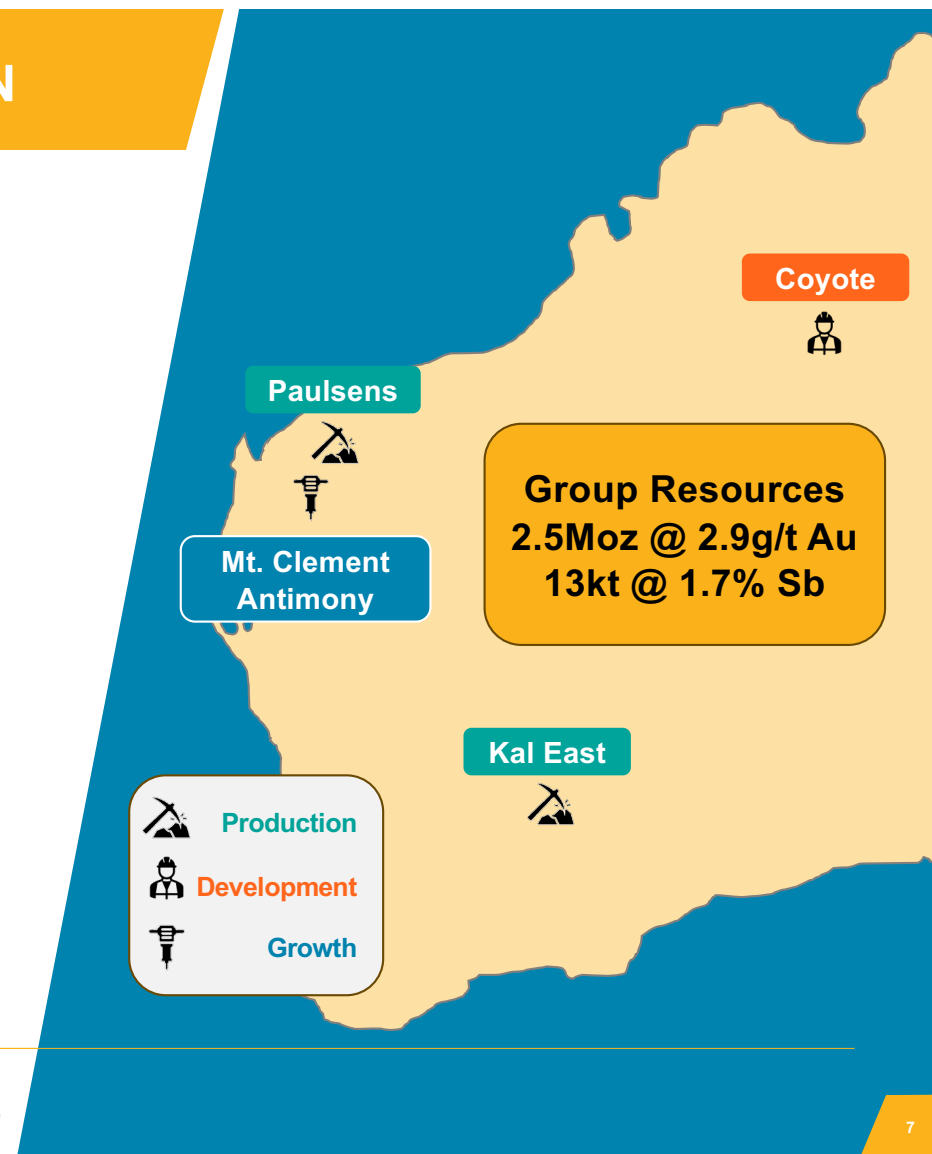 N
Coyote
Paulsens
Group Resources
2.5Moz @ 2.9g/t Au
13kt @ 1.7% Sb
Mt. Clement
Antimony
Kal East
Production
Development
Growth
7